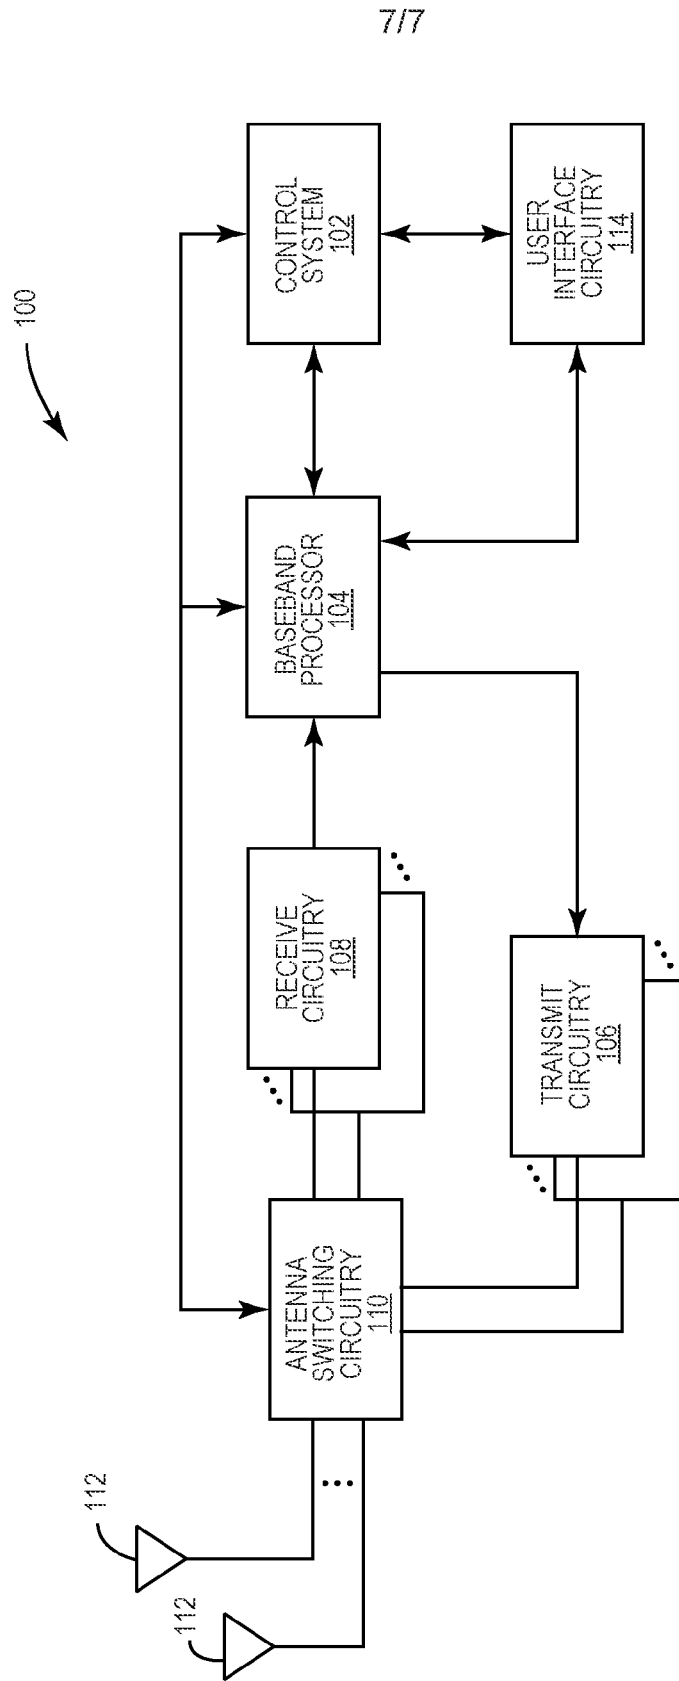 7/7
100
CONTROL
SYSTEM
102
USER
INTERFACE
CIRCUITRY
114
BASEBAND
PROCESSOR
104
RECEIVE
CIRCUITRY
108
TRANSMIT
CIRCUITRY
106
ANTENNA
SWITCHING
CIRCUITRY
110
112
112